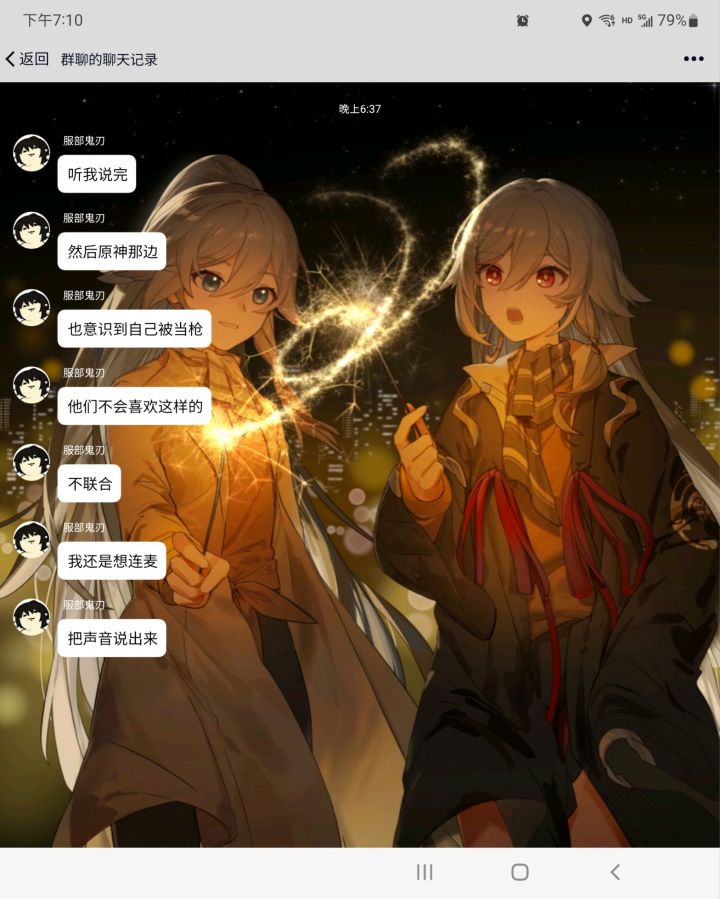 下午7:10
HD 5G 79%
返回 群聊的聊天记录
晚上6:37
服部鬼刃
听我说完
服部鬼刃
然后原神那边
服部鬼刃
也意识到自己被当枪
服部鬼刃
他们不会喜欢这样的
服部鬼刃
不联合
服部鬼刃
我还是想连麦
服部鬼刃
把声音说出来